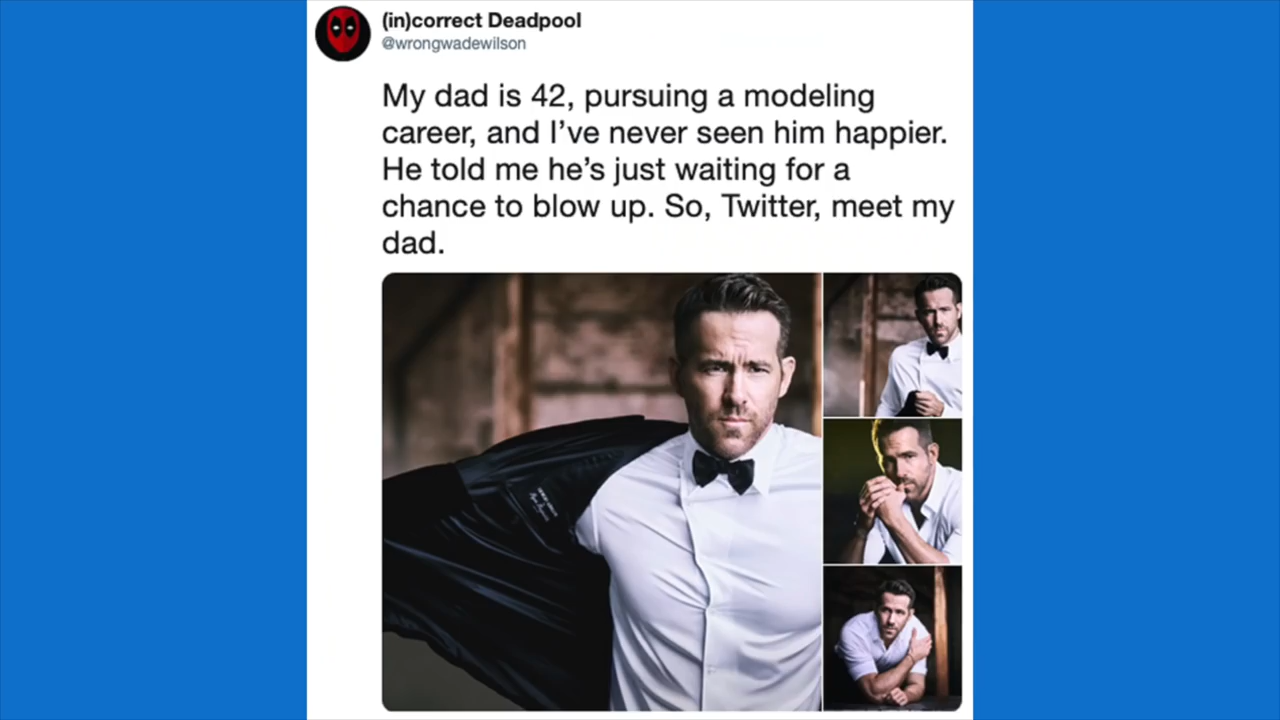 (in)correct Deadpool
@wrongwadewilson
My dad is 42, pursuing a modeling
career, and I’ve never seen him happier.
He told me he’s just waiting for a
chance to blow up. So, Twitter, meet my
dad.